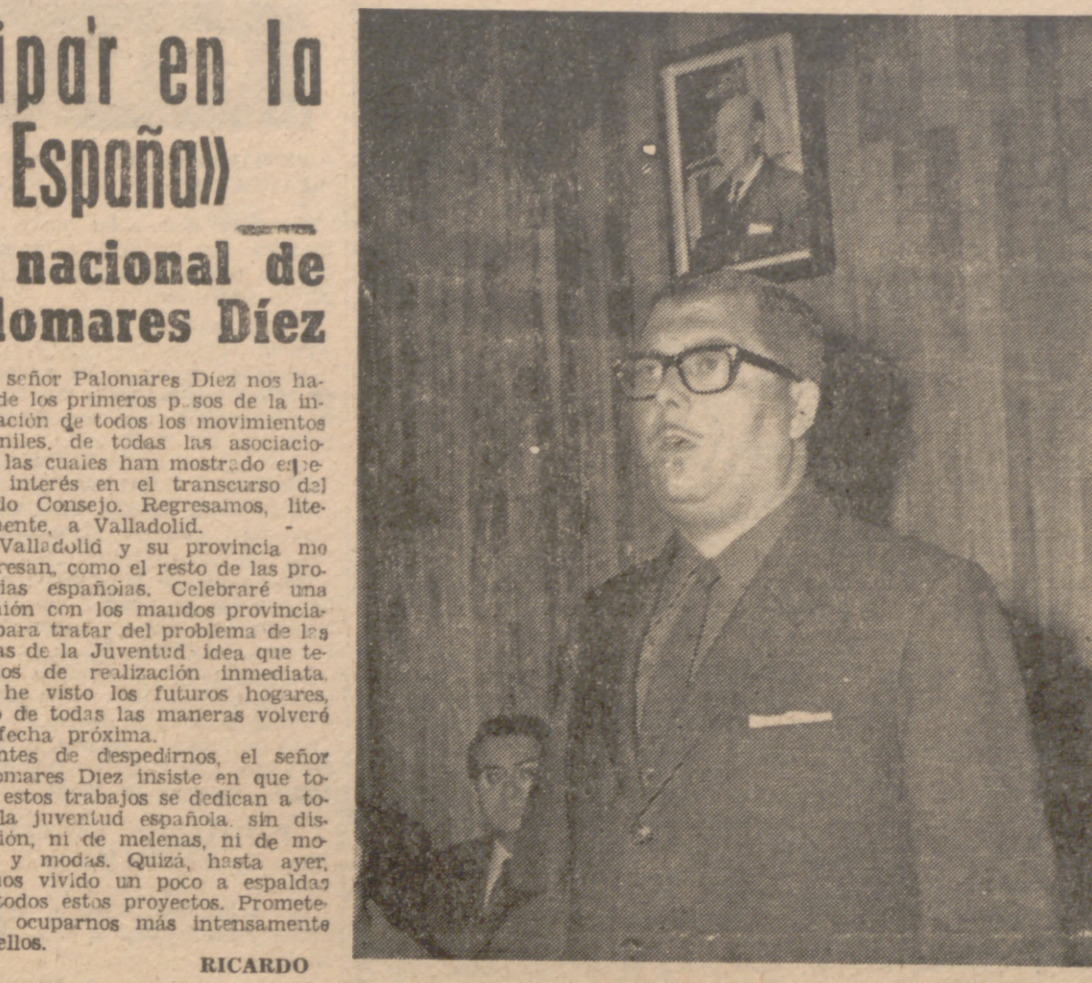 ipar en la
España»
nacional de
lomares Díez
señor Palomares Díez nos ha-
de los primeros p sos de la in-
ación de todos los movimientos
niles, de todas las asociacio-
las cuales han mostrado espe-
interés en el transcurso del
lo Consejo. Regresamos, lite-
ente, a Valladolid.
Valladolid y su provincia me
resan, como el resto de las pro-
ias españolas. Celebraré una
nión con los mandos provincia-
para tratar del problema de las
as de la Juventud idea que te-
os de realización inmediata.
he visto los futuros hogares,
o de todas las maneras volveré
fecha próxima.
ntes de despedirnos, el señor
omares Diez insiste en que to-
estos trabajos se dedican a to-
la juventud española. sin dis-
ión, ni de melenas, ni de mo-
y modas. Quizá, hasta ayer,
os vivido un poco a espaldas
todos estos proyectos. Promete-
ocuparnos más intensamente
ellos.
RICARDO